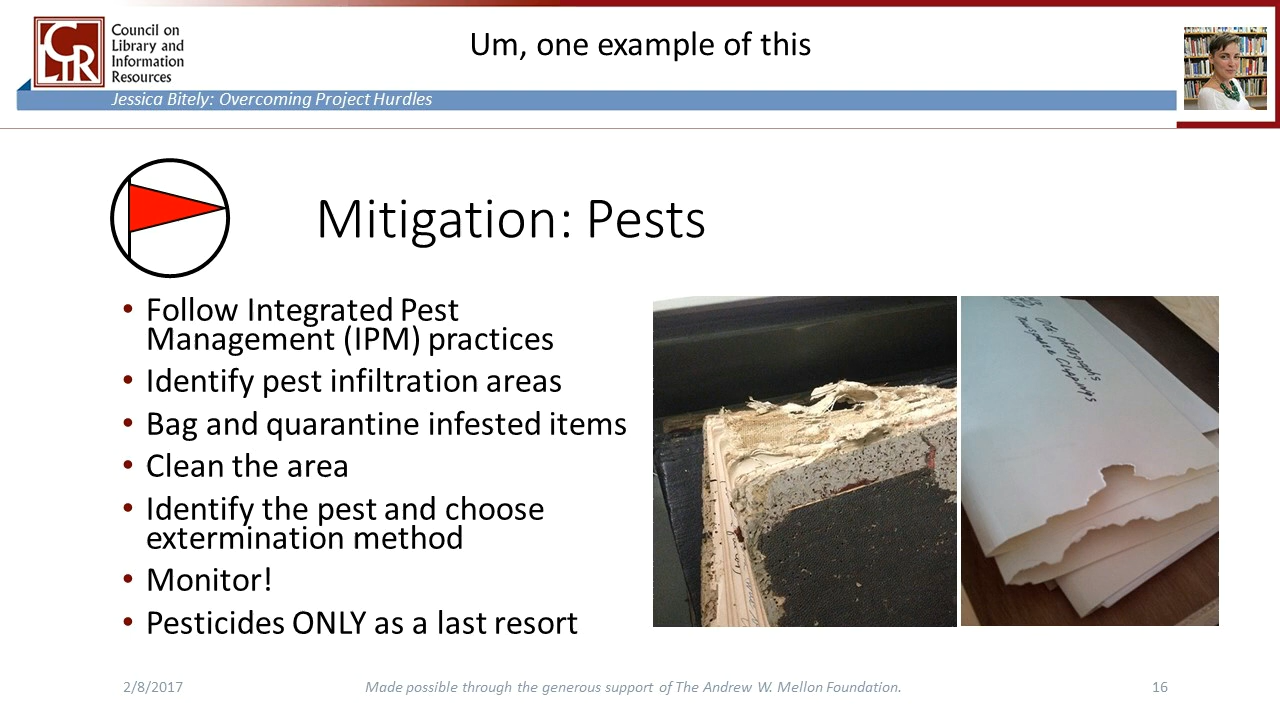 CLIR
Council on
Library and
Information
Resources
Um, one example of this
Jessica Bitely: Overcoming Project Hurdles
Mitigation: Pests
• Follow Integrated Pest
Management (IPM) practices
• Identify pest infiltration areas
• Bag and quarantine infested items
• Clean the area
• Identify the pest and choose
extermination method
• Monitor!
• Pesticides ONLY as a last resort
photographs
& Clippings
2/8/2017
Made possible through the generous support of The Andrew W. Mellon Foundation.
16